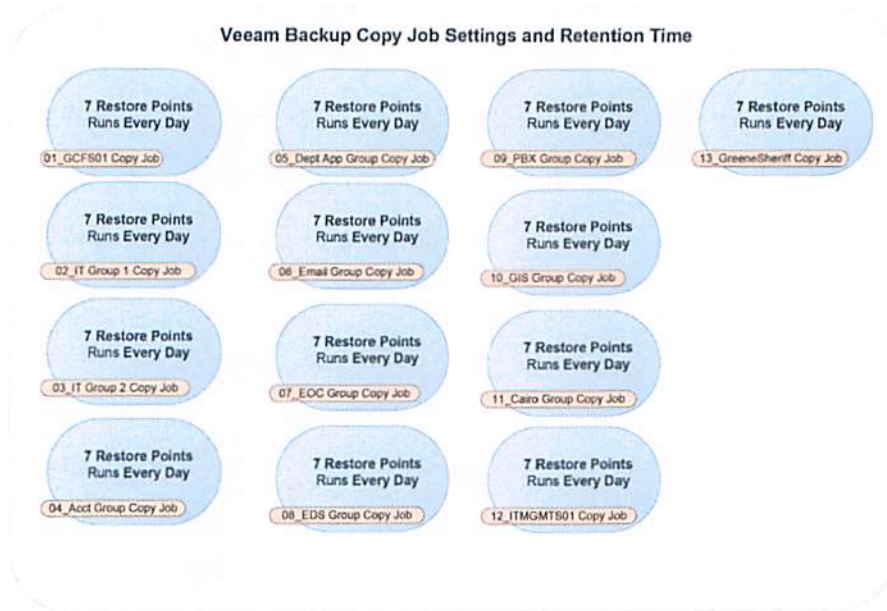 Veeam Backup Copy Job Settings and Retention Time
7 Restore Points
Runs Every Day
01_GCFS01 Copy Job
7 Restore Points
Runs Every Day
02_IT Group 1 Copy Job
7 Restore Points
Runs Every Day
03_IT Group 2 Copy Job
7 Restore Points
Runs Every Day
04_Acct Group Copy Job
7 Restore Points
Runs Every Day
05_Dept App Group Copy Job
7 Restore Points
Runs Every Day
06_Email Group Copy Job
7 Restore Points
Runs Every Day
07_EOC Group Copy Job
7 Restore Points
Runs Every Day
08_EDS Group Copy Job
7 Restore Points
Runs Every Day
09_PBX Group Copy Job
7 Restore Points
Runs Every Day
10_GIS Group Copy Job
7 Restore Points
Runs Every Day
11_Cairo Group Copy Job
7 Restore Points
Runs Every Day
12_ITMGMTS01 Copy Job
7 Restore Points
Runs Every Day
13_GreeneSheriff Copy Job